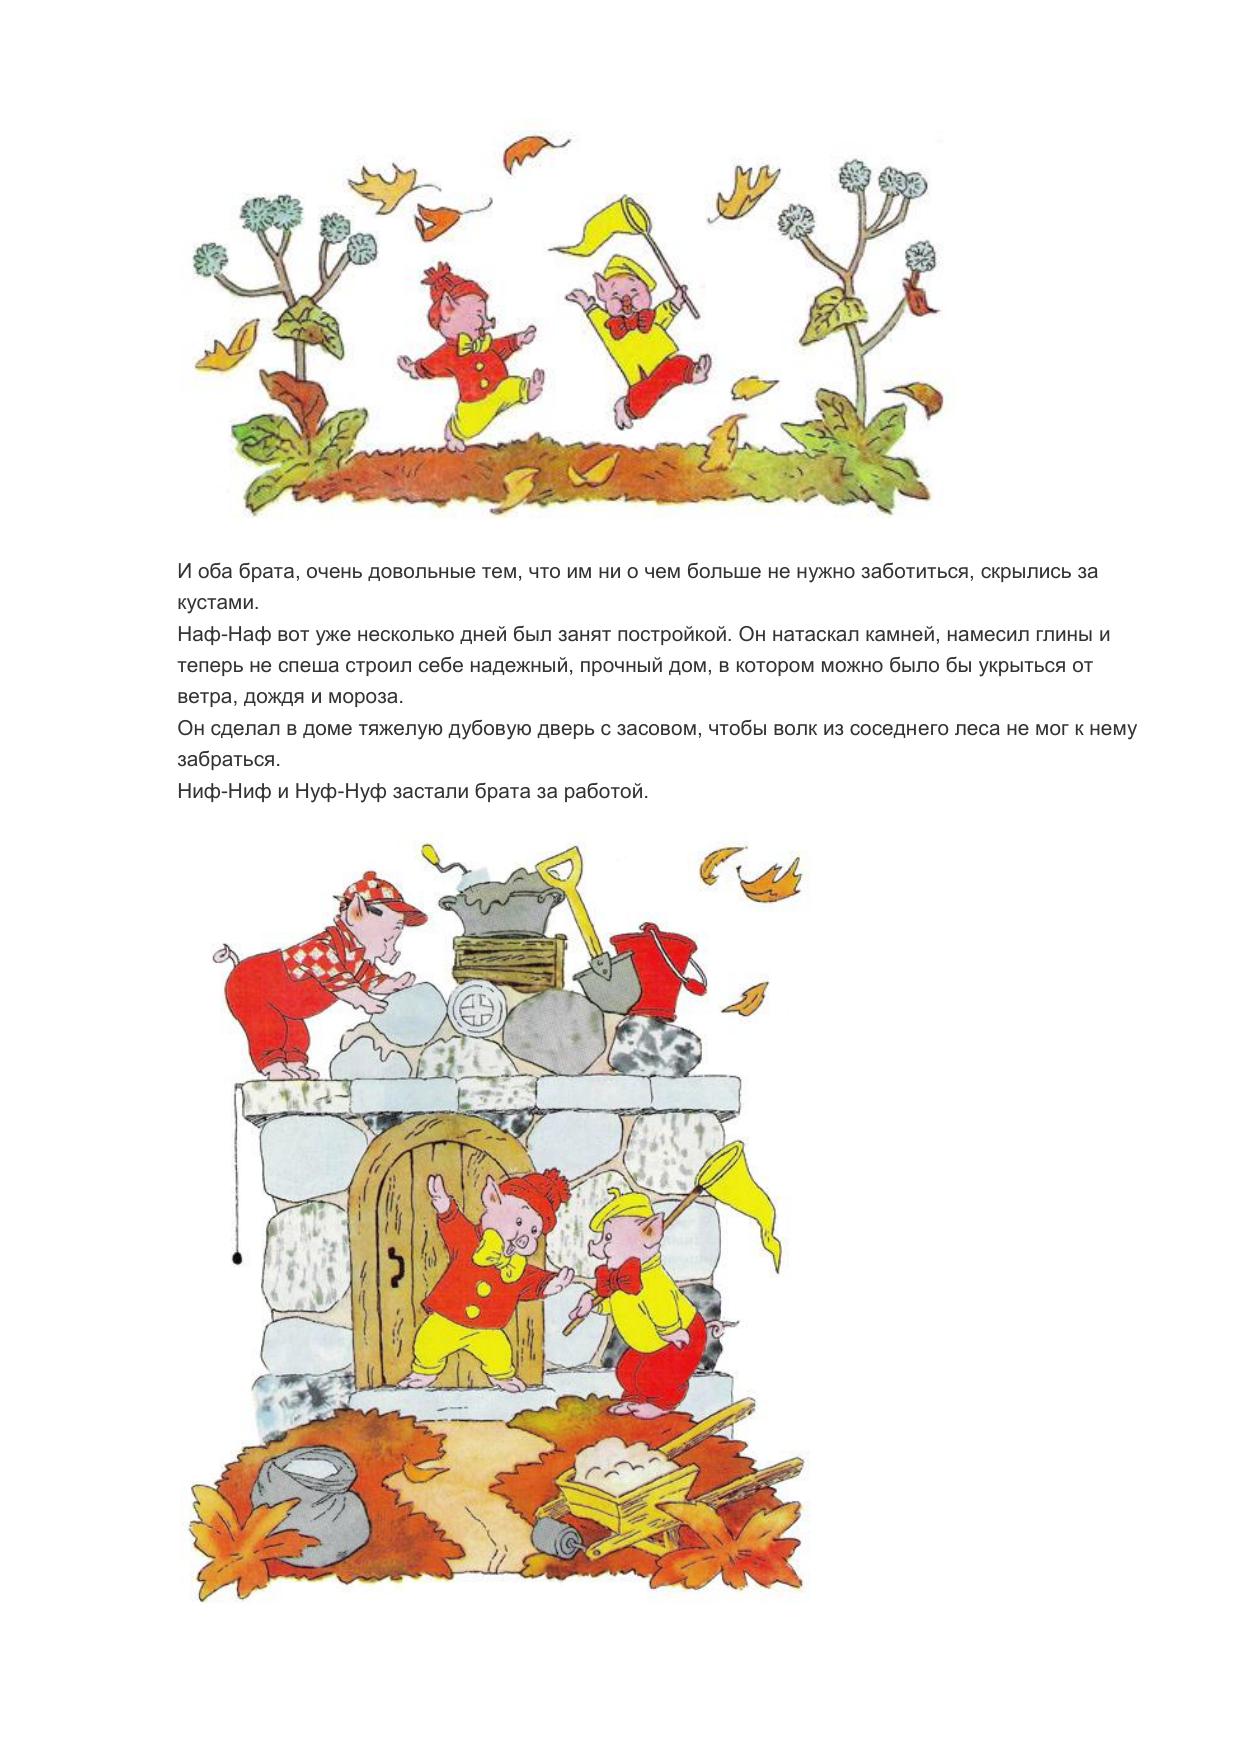 И оба брата, очень довольные тем, что им ни о чем больше не нужно заботиться, скрылись за
кустами.
Наф-Наф вот уже несколько дней был занят постройкой. Он натаскал камней, намесил глины и
теперь не спеша строил себе надежный, прочный дом, в котором можно было бы укрыться от
ветра, дождя и мороза.
Он сделал в доме тяжелую дубовую дверь с засовом, чтобы волк из соседнего леса не мог к нему
забраться.
Ниф-Ниф и Нуф-Нуф застали брата за работой.